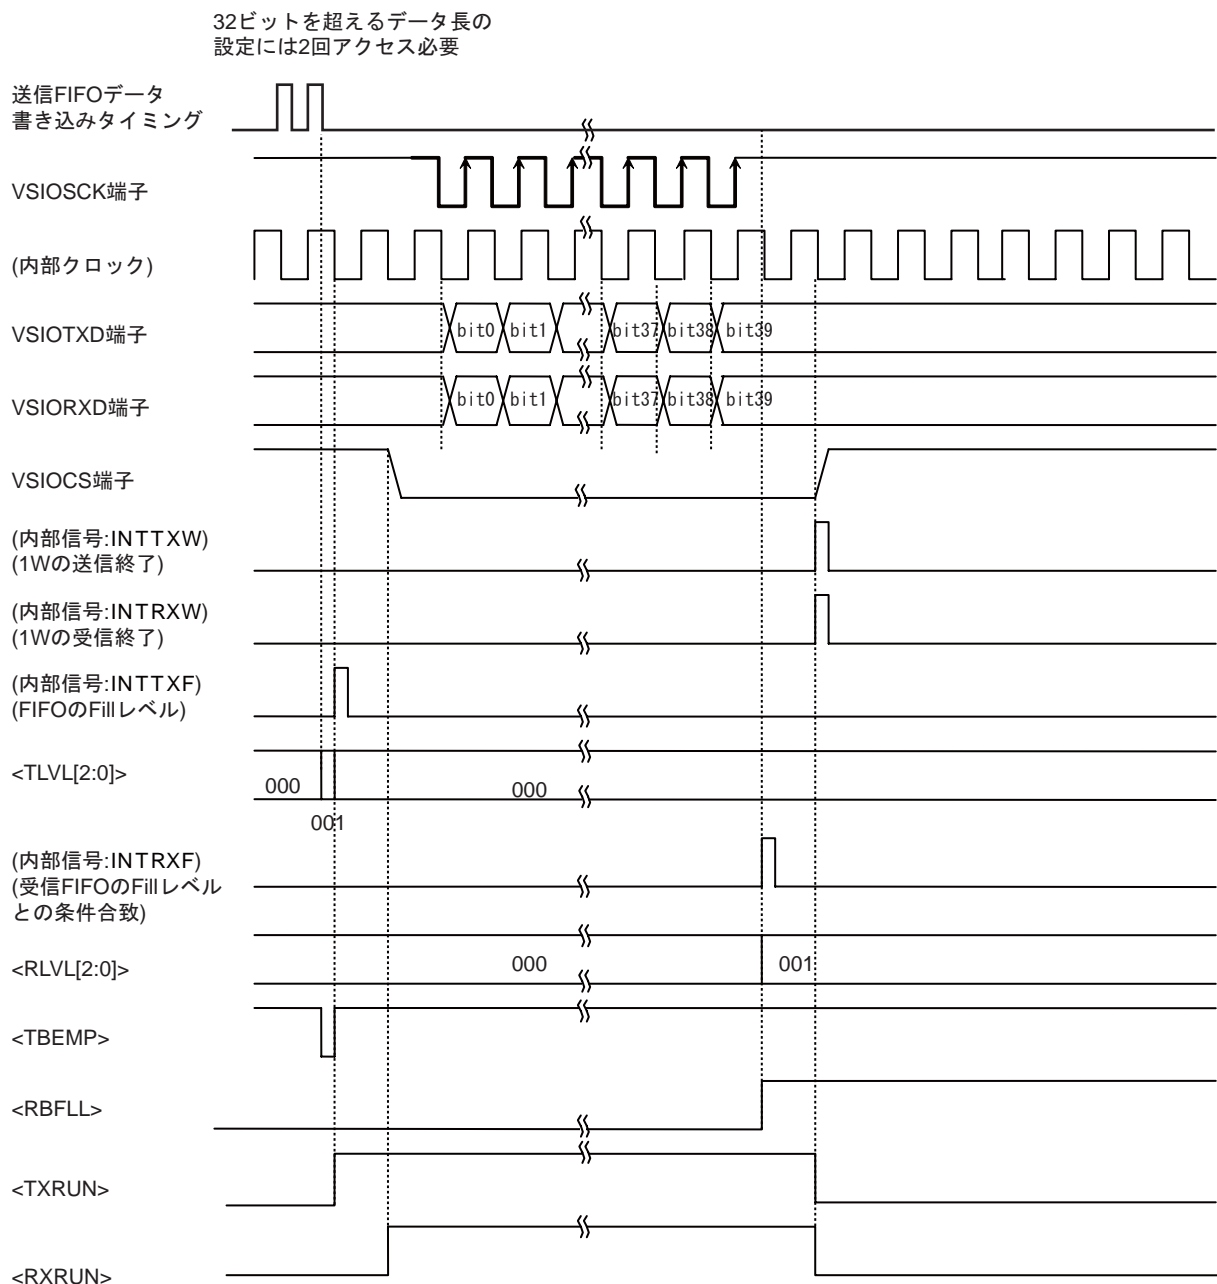 32ビットを超えるデータ長の
設定には2回アクセス必要
送信FIFOデータ
書き込みタイミング
VSIOSCK端子
(内部クロック)
VSIOTXD端子
bit0 bit1 bit37 bit38 bit39
VSIORXD端子
bit0 bit1 bit37 bit38 bit39
VSIOCS端子
(内部信号:INTTXW)
(1Wの送信終了)
(内部信号:INTRXW)
(1Wの受信終了)
(内部信号:INTTXF)
(FIFOのFillレベル)
<TLVL[2:0]>
000 000
001
(内部信号:INTRXF)
(受信FIFOのFillレベル
との条件合致)
<RLVL[2:0]>
000 001
<TBEMP>
<RBFLL>
<TXRUN>
<RXRUN>